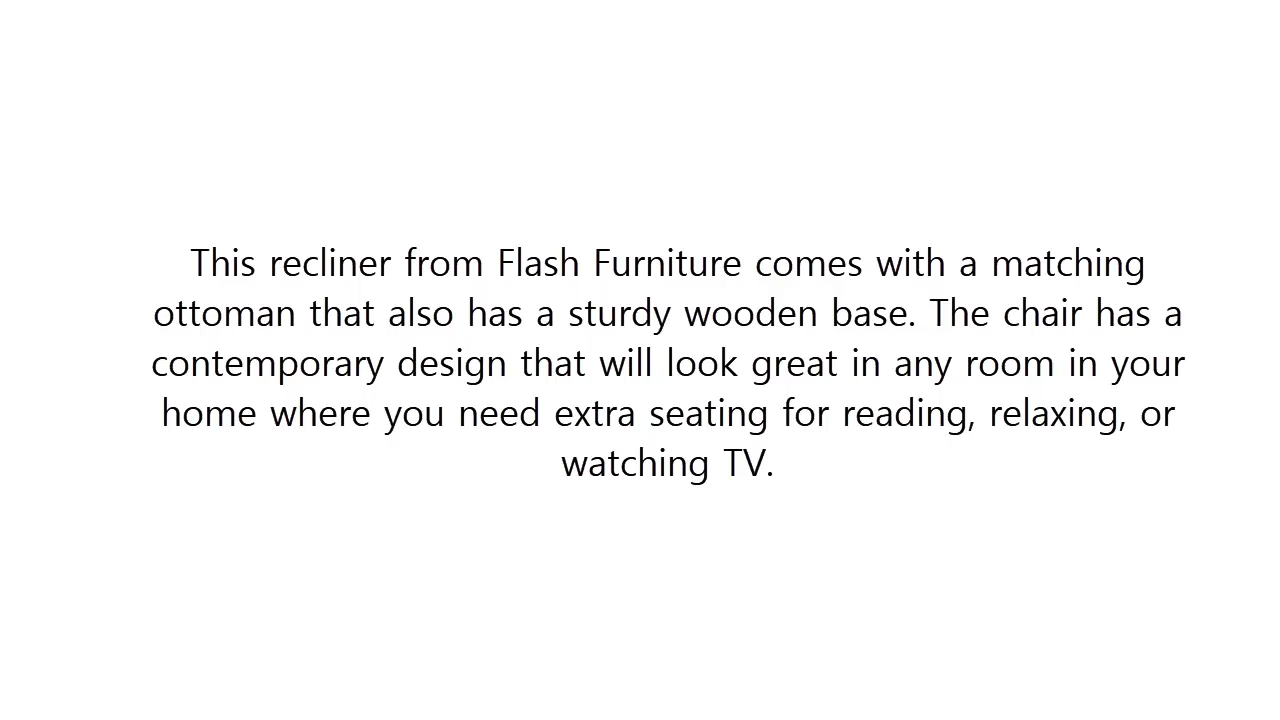 This recliner from Flash Furniture comes with a matching
ottoman that also has a sturdy wooden base. The chair has a
contemporary design that will look great in any room in your
home where you need extra seating for reading, relaxing, or
watching TV.